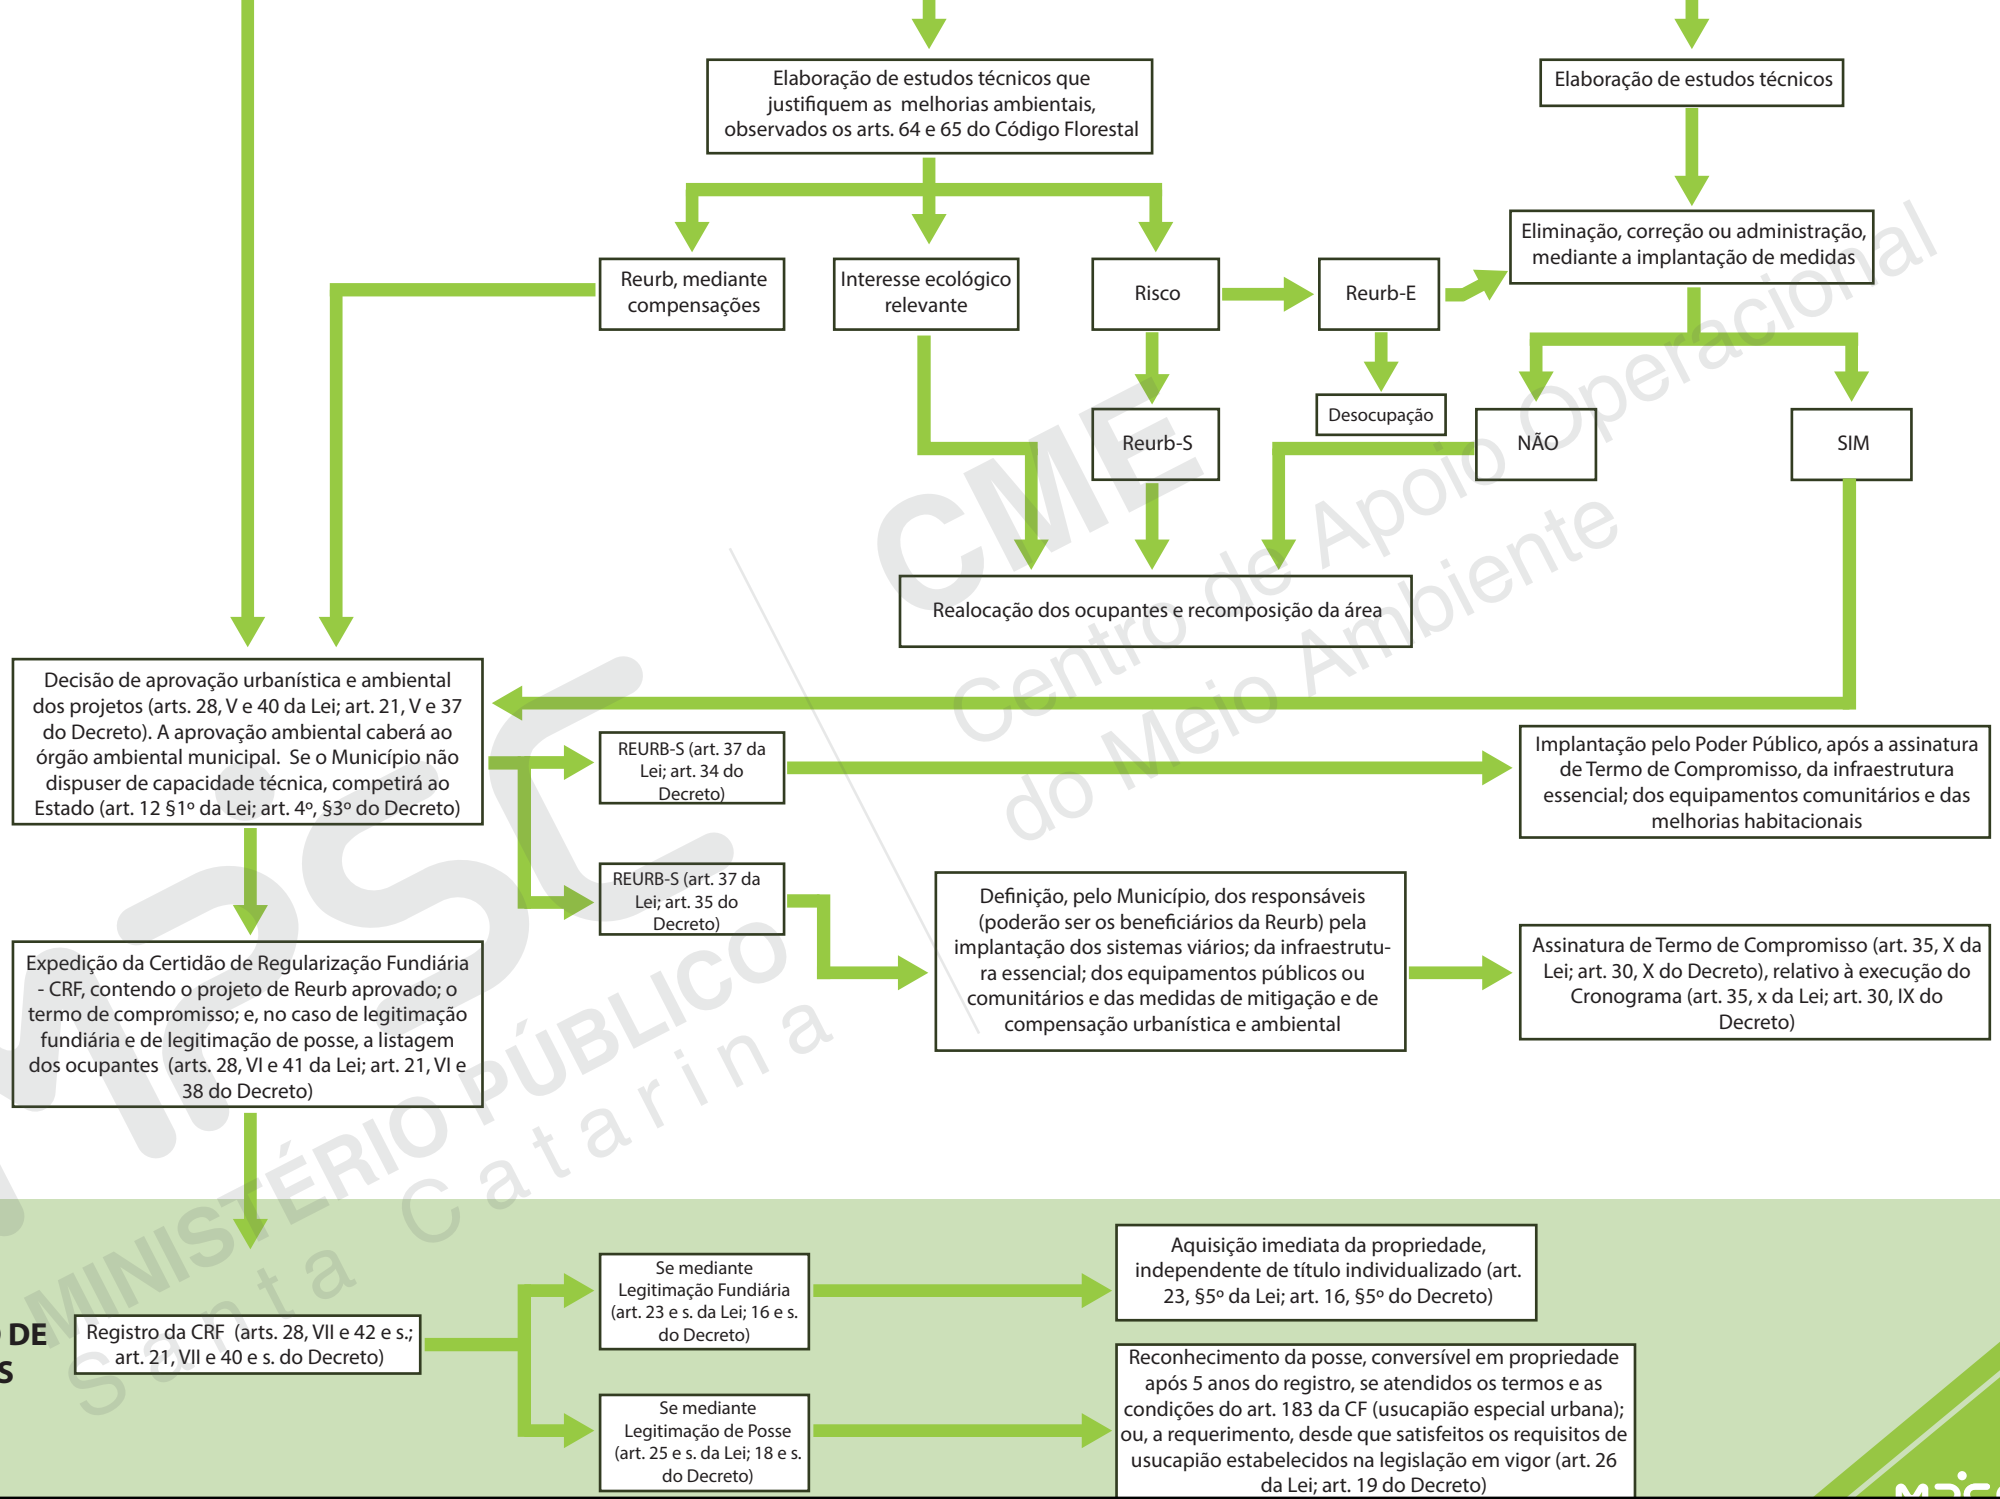 Elaboração de estudos técnicos que
justifiquem as melhorias ambientais,
observados os arts. 64 e 65 do Código Florestal
Elaboração de estudos técnicos
Eliminação, correção ou administração,
mediante a implantação de medidas
Reurb, mediante
compensações
Interesse ecológico
relevante
Risco
Reurb-E
Desocupação
Reurb-S
NÃO
SIM
Realocação dos ocupantes e recomposição da área
Decisão de aprovação urbanística e ambiental
dos projetos (arts. 28, V e 40 da Lei; art. 21, V e 37
do Decreto). A aprovação ambiental caberá ao
órgão ambiental municipal. Se o Município não
dispuser de capacidade técnica, competirá ao
Estado (art. 12 §1º da Lei; art. 4º, §3º do Decreto)
REURB-S (art. 37 da
Lei; art. 34 do
Decreto)
Implantação pelo Poder Público, após a assinatura
de Termo de Compromisso, da infraestrutura
essencial; dos equipamentos comunitários e das
melhorias habitacionais
REURB-S (art. 37 da
Lei; art. 35 do
Decreto)
Definição, pelo Município, dos responsáveis
(poderão ser os beneficiários da Reurb) pela
implantação dos sistemas viários; da infraestrutu-
ra essencial; dos equipamentos públicos ou
comunitários e das medidas de mitigação e de
compensação urbanística e ambiental
Assinatura de Termo de Compromisso (art. 35, X da
Lei; art. 30, X do Decreto), relativo à execução do
Cronograma (art. 35, x da Lei; art. 30, IX do
Decreto)
Expedição da Certidão de Regularização Fundiária
- CRF, contendo o projeto de Reurb aprovado; o
termo de compromisso; e, no caso de legitimação
fundiária e de legitimação de posse, a listagem
dos ocupantes (arts. 28, VI e 41 da Lei; art. 21, VI e
38 do Decreto)
DE
S
Registro da CRF (arts. 28, VII e 42 e s.;
art. 21, VII e 40 e s. do Decreto)
Se mediante
Legitimação Fundiária
(art. 23 e s. da Lei; 16 e s.
do Decreto)
Aquisição imediata da propriedade,
independente de título individualizado (art.
23, §5º da Lei; art. 16, §5º do Decreto)
Se mediante
Legitimação de Posse
(art. 25 e s. da Lei; 18 e s.
do Decreto)
Reconhecimento da posse, conversível em propriedade
após 5 anos do registro, se atendidos os termos e as
condições do art. 183 da CF (usucapião especial urbana);
ou, a requerimento, desde que satisfeitos os requisitos de
usucapião estabelecidos na legislação em vigor (art. 26
da Lei; art. 19 do Decreto)
MPSC
MINISTÉRIO PÚBLICO
Santa Catarina
CME
Centro de Apoio Operacional
do Meio Ambiente